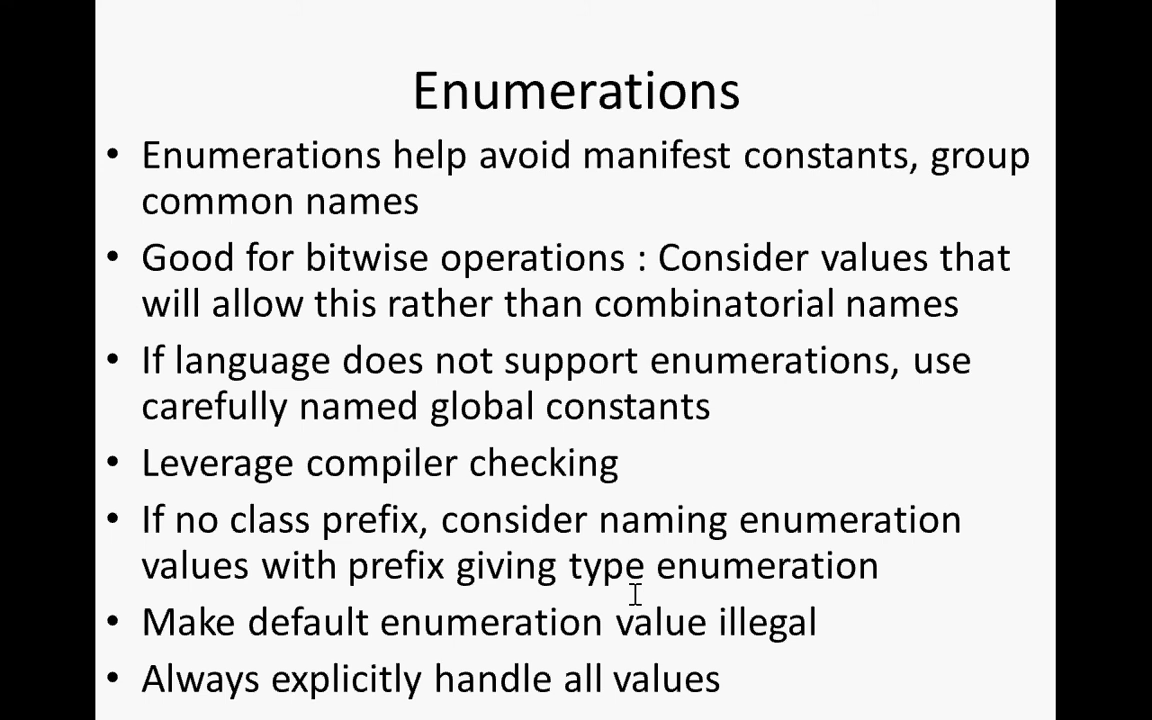 Enumerations
• Enumerations help avoid manifest constants, group
common names
• Good for bitwise operations : Consider values that
will allow this rather than combinatorial names
• If language does not support enumerations, use
carefully named global constants
• Leverage compiler checking
• If no class prefix, consider naming enumeration
values with prefix giving type enumeration
• Make default enumeration value illegal
• Always explicitly handle all values